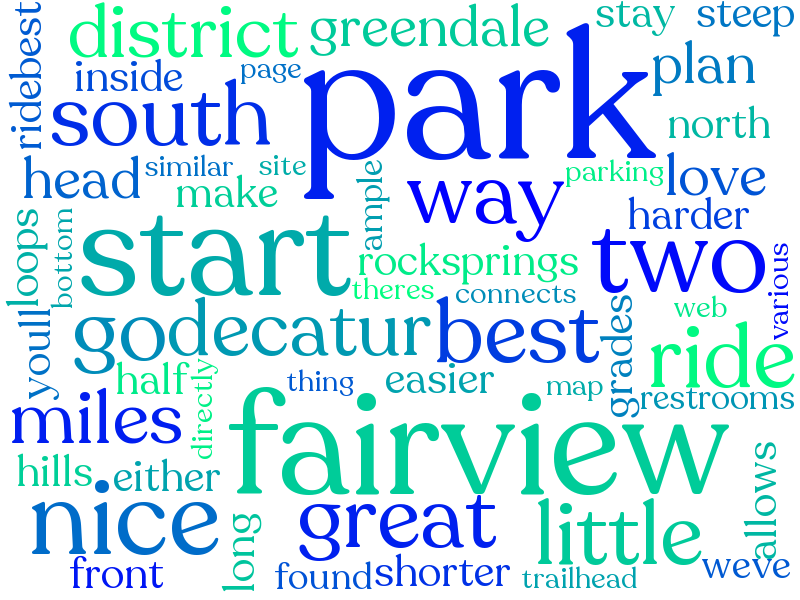 ridebest
district
greendale
stay
steep
inside
page
park
plan
south
north
head
similar
site
ample
parking
love
make
way
harder
loops
bottom
start
rocksprings
two
various
theres
connects
youll
go
decatur
best
grades
web
ride
half
directly
thing
easier
map
restrooms
miles
fairview
hills
either
allows
nice
long
great
little
front
found
shorter
trailhead
weve